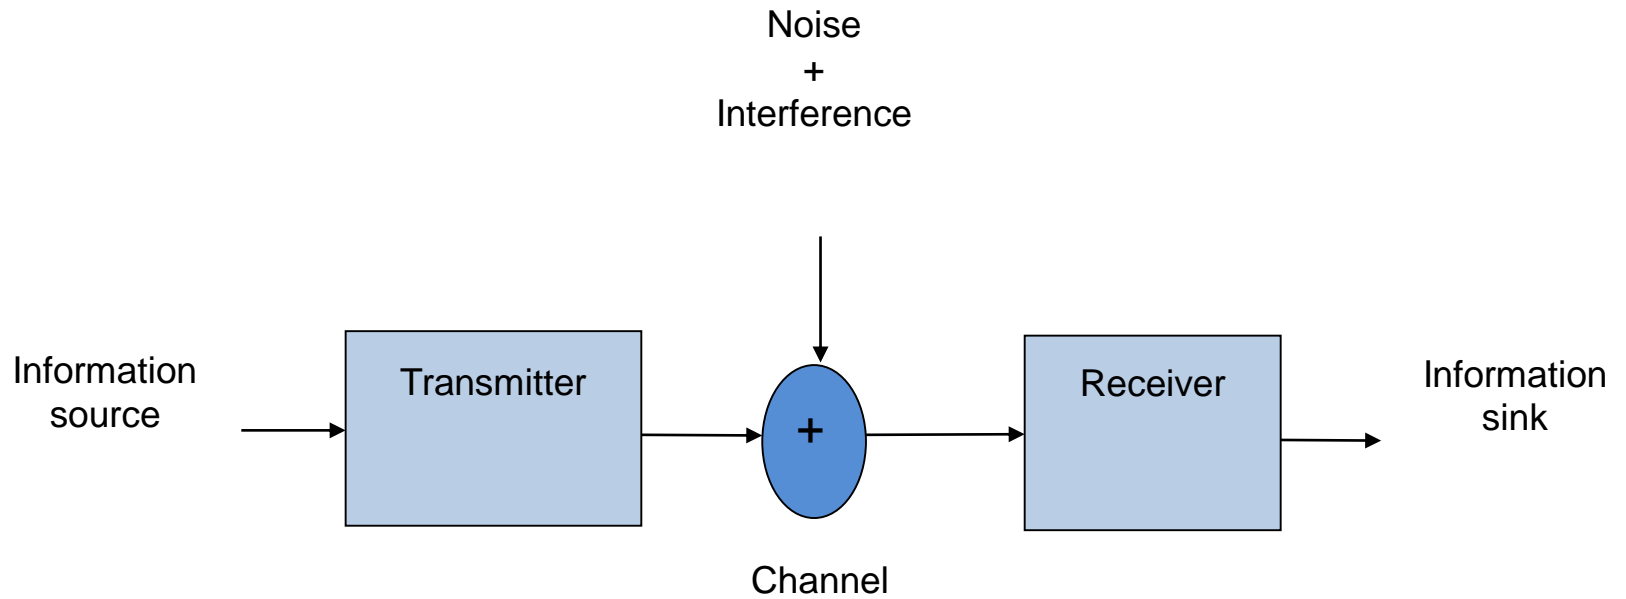 Noise
+
Interference
Information
source
Transmitter
+
Receiver
Information
sink
Channel